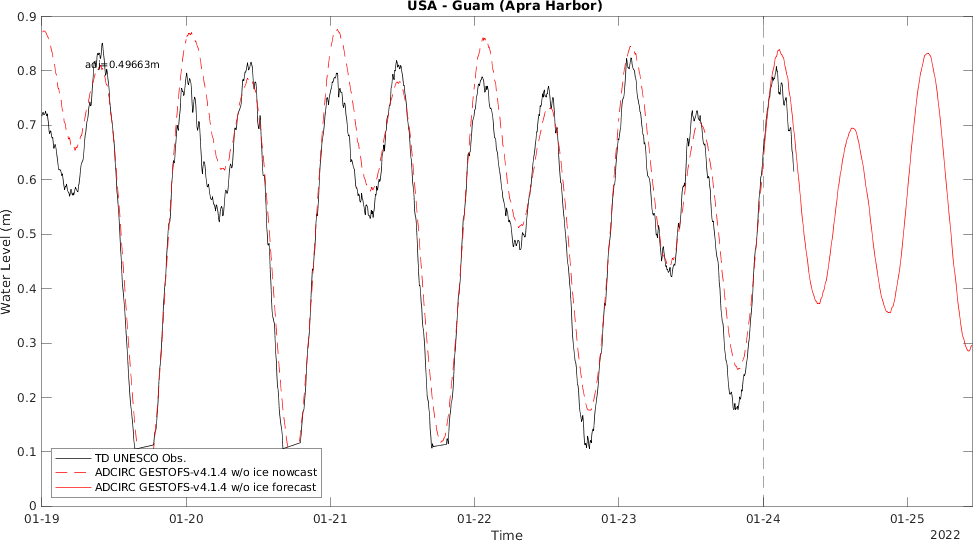 USA - Guam (Apra Harbor)
0.9
0.8
0.7
0.6
0.5
0.4
0.3
0.2
0.1
0
Water Level (m)
adj=0.49663m
TD UNESCO Obs.
ADCIRC GESTOFS-v4.1.4 w/o ice nowcast
ADCIRC GESTOFS-v4.1.4 w/o ice forecast
01-19 01-20 01-21 01-22 01-23 01-24 01-25
Time
2022